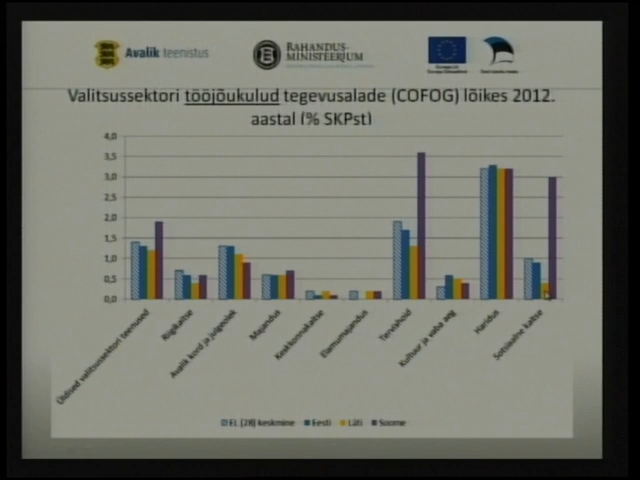 Avalik teenistus
RAHANDUS-
MINISTEERIUM
Valitsussektori tööjõukulud tegevusalade (COFOG) lõikes 2012.
aastal (% SKPst)
4,0
3,5
3,0
2,5
2,0
1,5
1,0
0,5
0,0
Üldised valitsussektori teenused
Riigikaitse
Avalik kord ja julgeolek
Majandus
Keskkonnakaitse
Elamumajandus
Tervishoid
Kultuur ja vaba aeg
Haridus
Sotsiaalne kaitse
EL (28) keskmine
Eesti
Läti
Soome